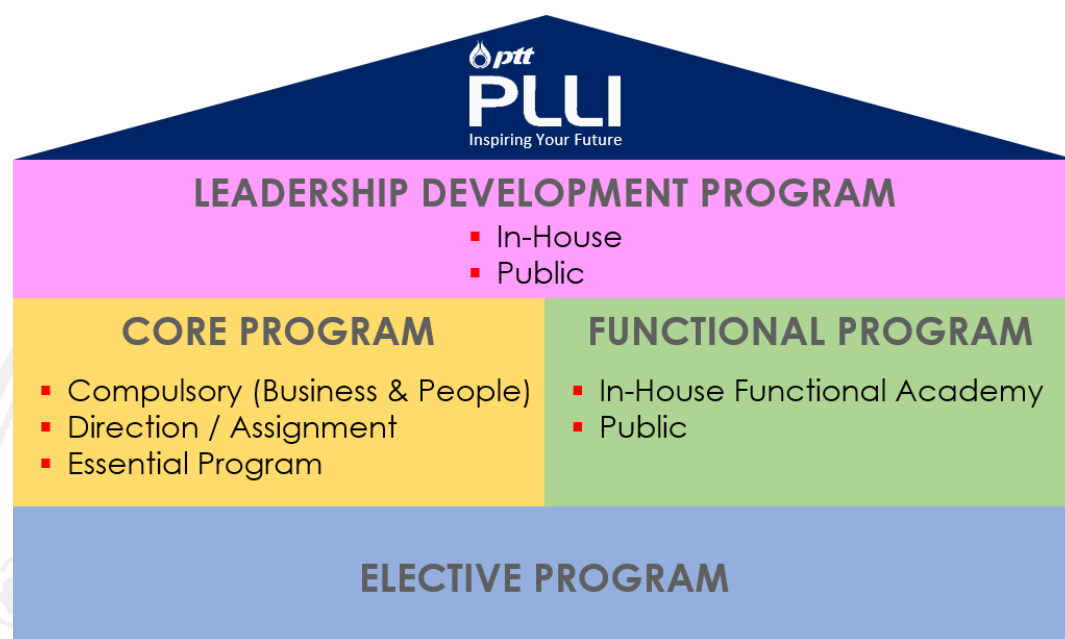 ptt
PLLI
Inspiring Your Future
LEADERSHIP DEVELOPMENT PROGRAM
▪ In-House
▪ Public
CORE PROGRAM
▪ Compulsory (Business & People)
▪ Direction / Assignment
▪ Essential Program
FUNCTIONAL PROGRAM
▪ In-House Functional Academy
▪ Public
ELECTIVE PROGRAM